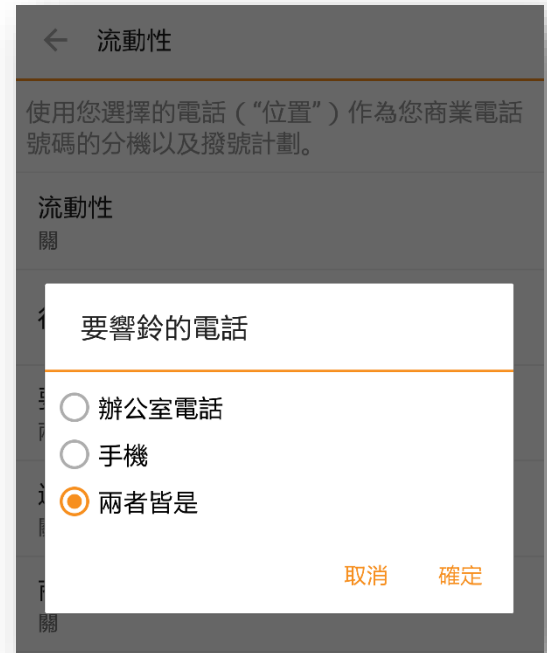 流動性
使用您選擇的電話（“位置”）作為您商業電話
號碼的分機以及撥號計劃。
流動性
關
要響鈴的電話
辦公室電話
手機
兩者皆是
取消
確定
關